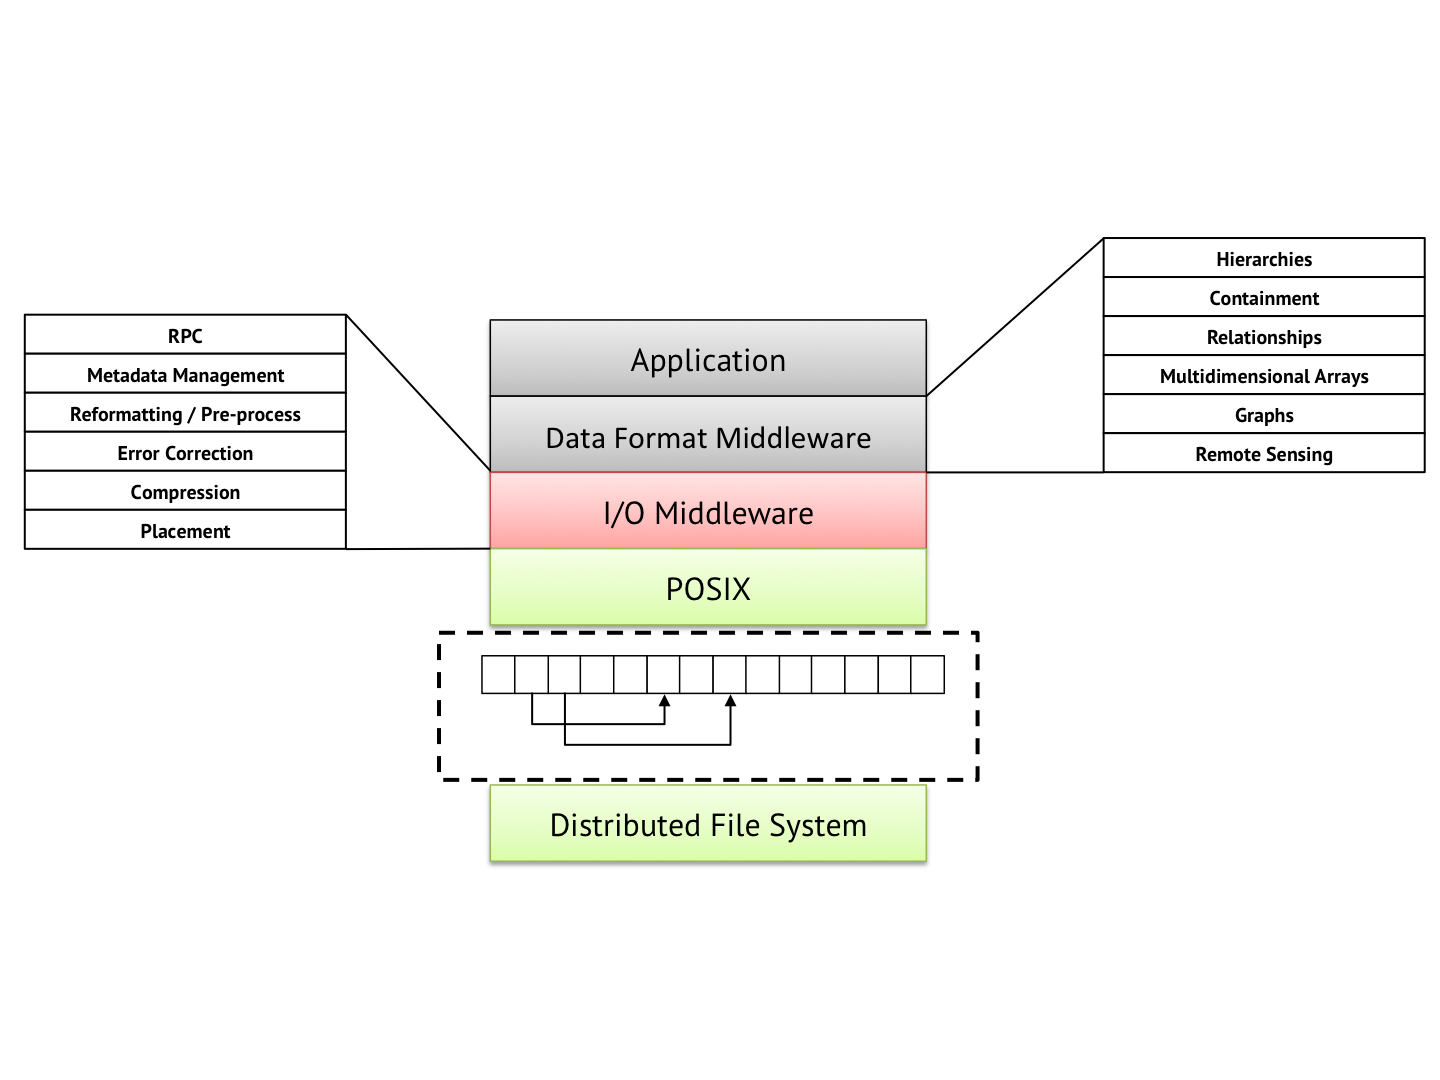 RPC
Metadata Management
Reformatting / Pre-process
Error Correction
Compression
Placement
Application
Data Format Middleware
I/O Middleware
POSIX
Distributed File System
Hierarchies
Containment
Relationships
Multidimensional Arrays
Graphs
Remote Sensing